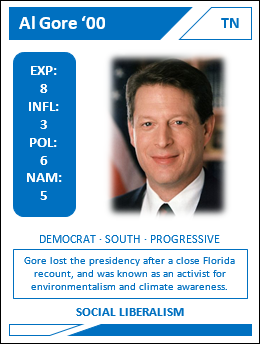 Al Gore ‘00
TN
EXP:
8
INFL:
3
POL:
6
NAM:
5
DEMOCRAT · SOUTH · PROGRESSIVE
Gore lost the presidency after a close Florida
recount, and was known as an activist for
environmentalism and climate awareness.
SOCIAL LIBERALISM